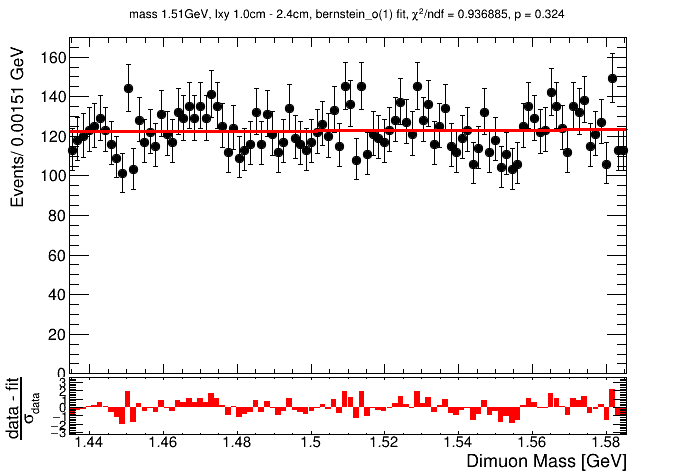 mass 1.51GeV, lxy 1.0cm - 2.4cm, bernstein_o(1) fit, χ²/ndf = 0.936885, p = 0.324
Events/ 0.00151 GeV
160
140
120
100
80
60
40
20
0
data - fit
σdata
3
2
1
0
−1
−2
−3
1.44 1.46 1.48 1.5 1.52 1.54 1.56 1.58
Dimuon Mass [GeV]